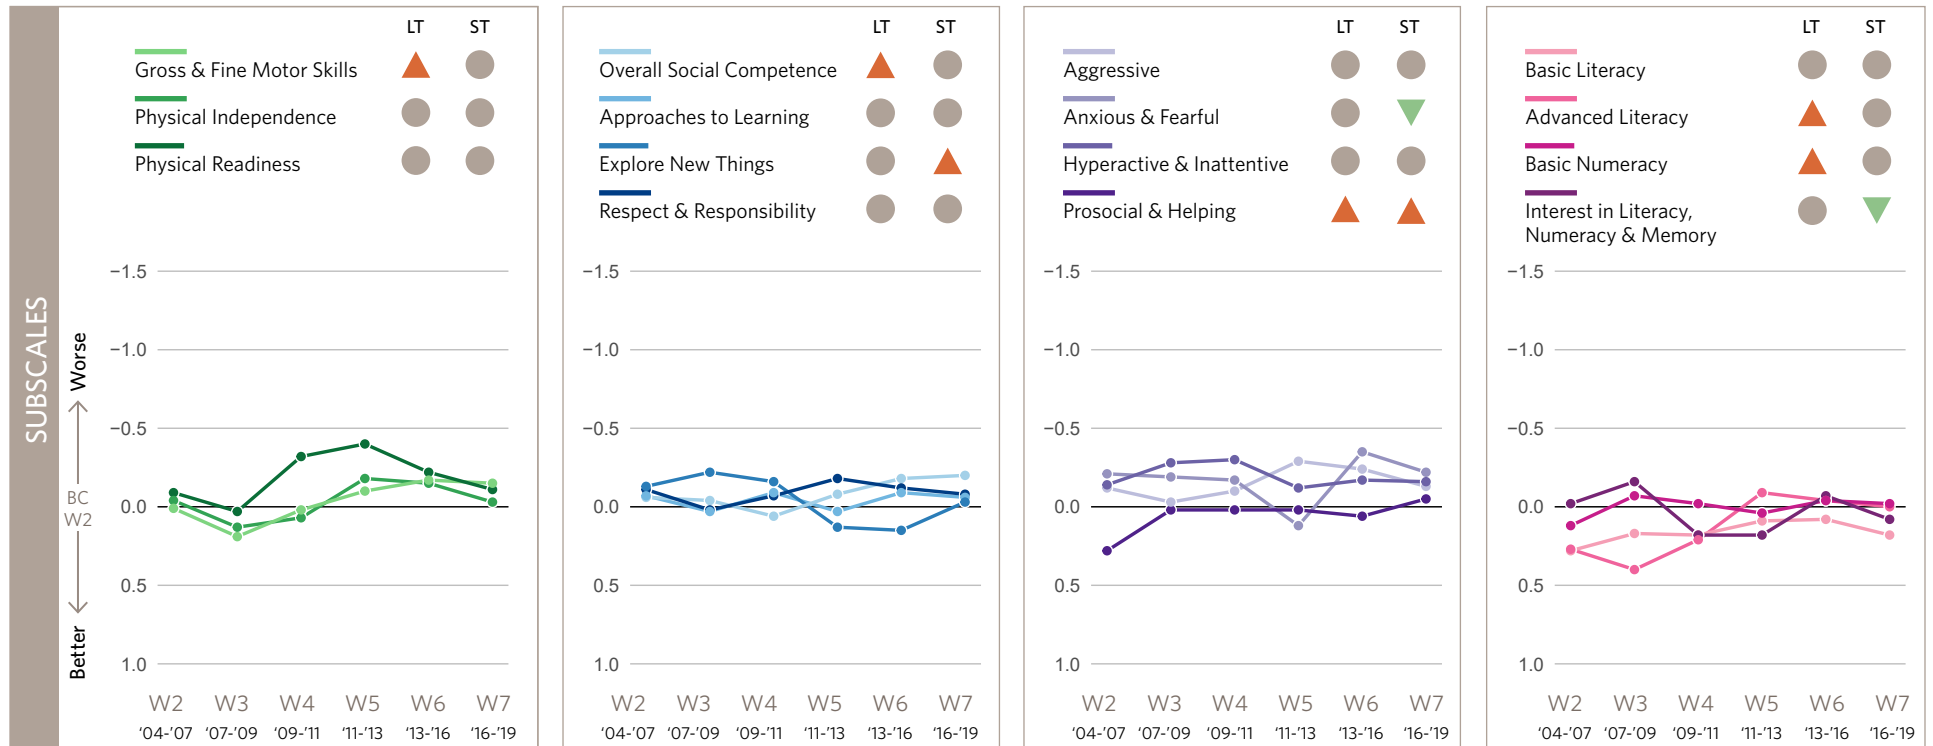 SUBSCALES
Worse
BC
W2
Better
LT ST
Gross & Fine Motor Skills
Physical Independence
Physical Readiness
−1.5
−1.0
−0.5
0.0
0.5
1.0
W2 W3 W4 W5 W6 W7
‘04-’07 ‘07-’09 ‘09-’11 ‘11-’13 ‘13-’16 ‘16-’19
LT ST
Overall Social Competence
Approaches to Learning
Explore New Things
Respect & Responsibility
−1.5
−1.0
−0.5
0.0
0.5
1.0
W2 W3 W4 W5 W6 W7
‘04-’07 ‘07-’09 ‘09-’11 ‘11-’13 ‘13-’16 ‘16-’19
LT ST
Aggressive
Anxious & Fearful
Hyperactive & Inattentive
Prosocial & Helping
−1.5
−1.0
−0.5
0.0
0.5
1.0
W2 W3 W4 W5 W6 W7
‘04-’07 ‘07-’09 ‘09-’11 ‘11-’13 ‘13-’16 ‘16-’19
LT ST
Basic Literacy
Advanced Literacy
Basic Numeracy
Interest in Literacy,
Numeracy & Memory
−1.5
−1.0
−0.5
0.0
0.5
1.0
W2 W3 W4 W5 W6 W7
‘04-’07 ‘07-’09 ‘09-’11 ‘11-’13 ‘13-’16 ‘16-’19